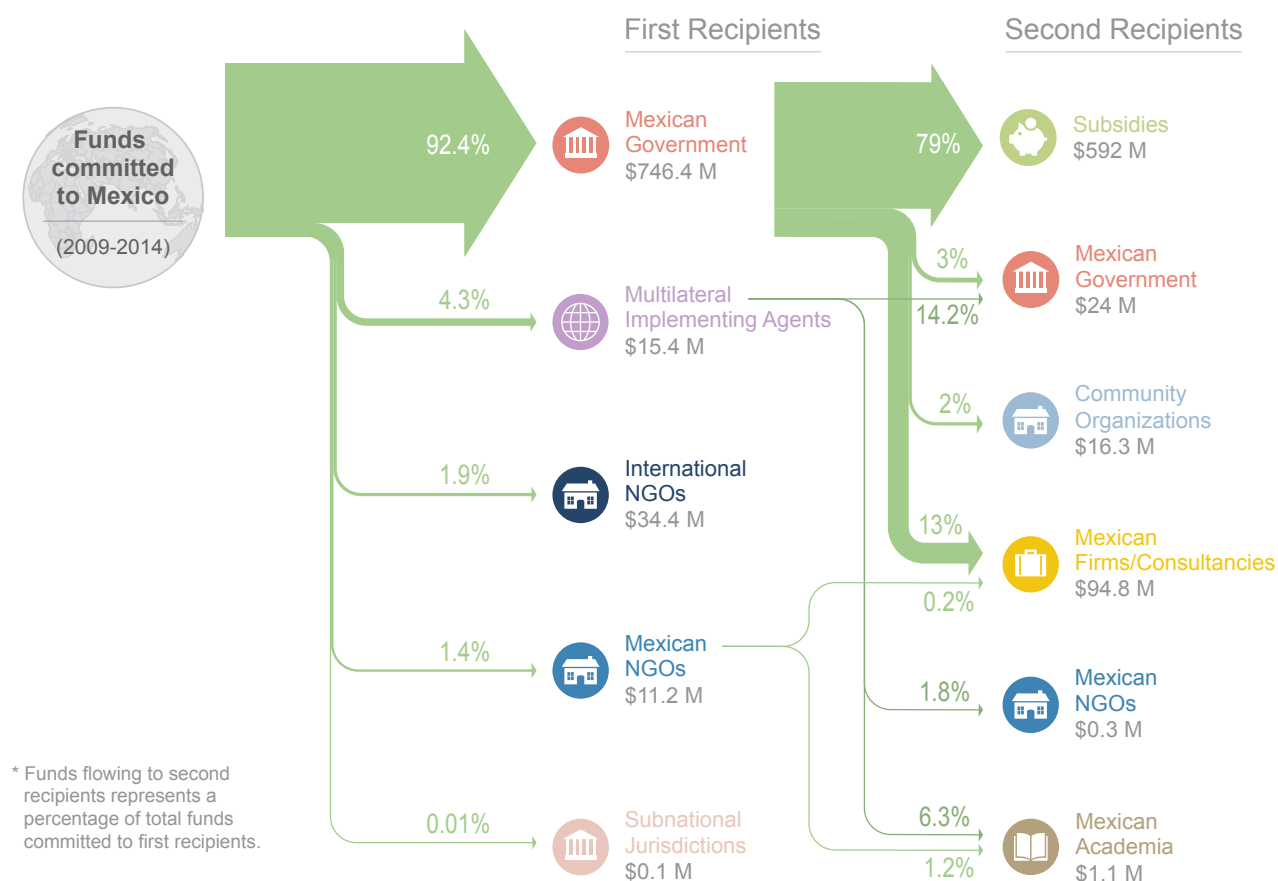 First Recipients
Second Recipients
Funds
committed
to Mexico
(2009-2014)
92.4%
Mexican
Government
$746.4 M
79%
Subsidies
$592 M
4.3%
Multilateral
Implementing Agents
$15.4 M
3%
14.2%
Mexican
Government
$24 M
2%
Community
Organizations
$16.3 M
1.9%
International
NGOs
$34.4 M
13%
0.2%
Mexican
Firms/Consultancies
$94.8 M
1.4%
Mexican
NGOs
$11.2 M
1.8%
Mexican
NGOs
$0.3 M
0.01%
Subnational
Jurisdictions
$0.1 M
6.3%
1.2%
Mexican
Academia
$1.1 M
* Funds flowing to second
recipients represents a
percentage of total funds
committed to first recipients.